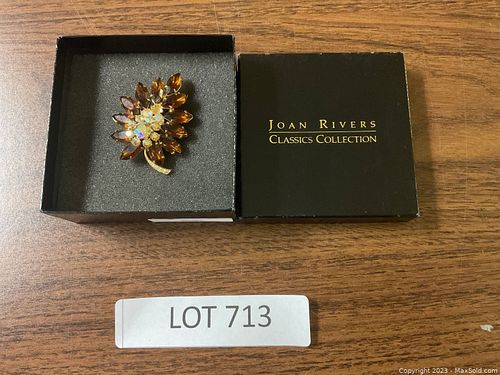 JOAN RIVERS
CLASSICS COLLECTION
LOT 713
Copyright 2023 - MaxSold.com